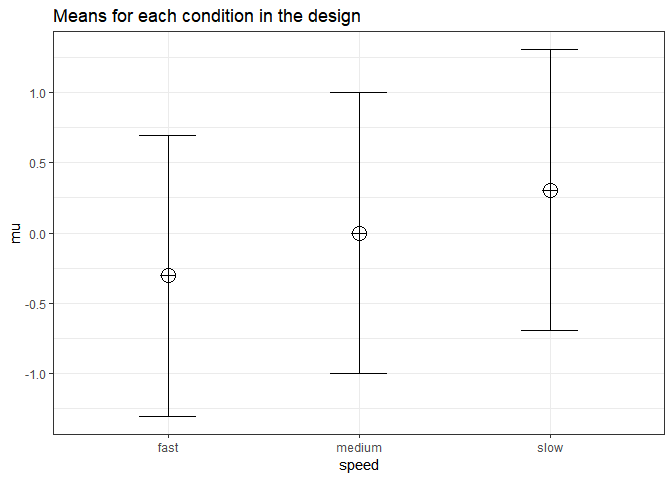 Means for each condition in the design
mu
1.0
0.5
0.0
-0.5
-1.0
fast medium slow
speed